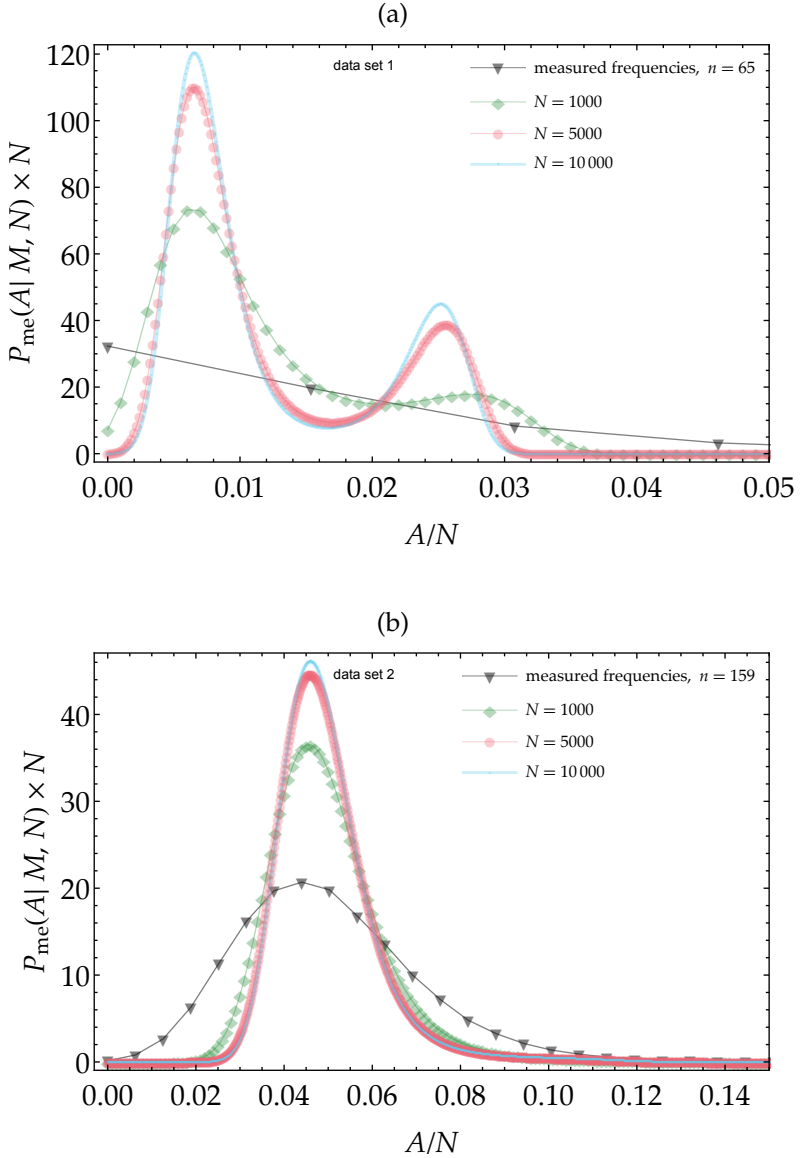 (a)
data set 1
measured frequencies, n = 65
N = 1000
N = 5000
N = 10 000
120
100
80
60
40
20
0
P_me(A| M, N) × N
0.00 0.01 0.02 0.03 0.04 0.05
A/N
(b)
data set 2
measured frequencies, n = 159
N = 1000
N = 5000
N = 10 000
40
30
20
10
0
P_me(A| M, N) × N
0.00 0.02 0.04 0.06 0.08 0.10 0.12 0.14
A/N